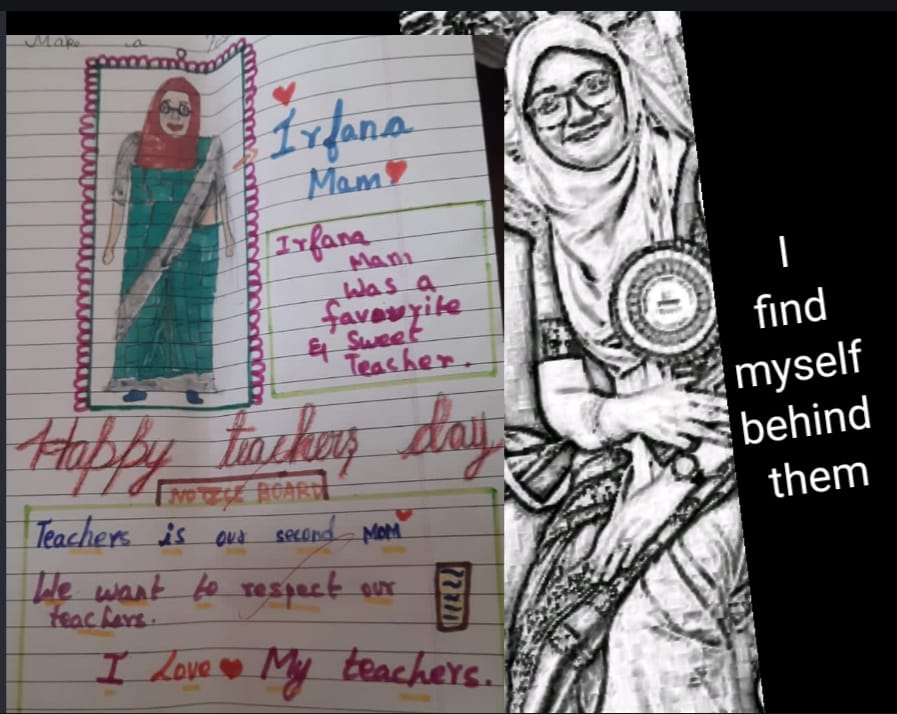 Make a
Irfana
Mam
Irfana
Mam
was a
favourite
& Sweet
Teacher.
Happy teachers day
NOTICE BOARD
Teachers is our second MOM
We want to respect our
teachers.
I Love My teachers.
I
find
myself
behind
them